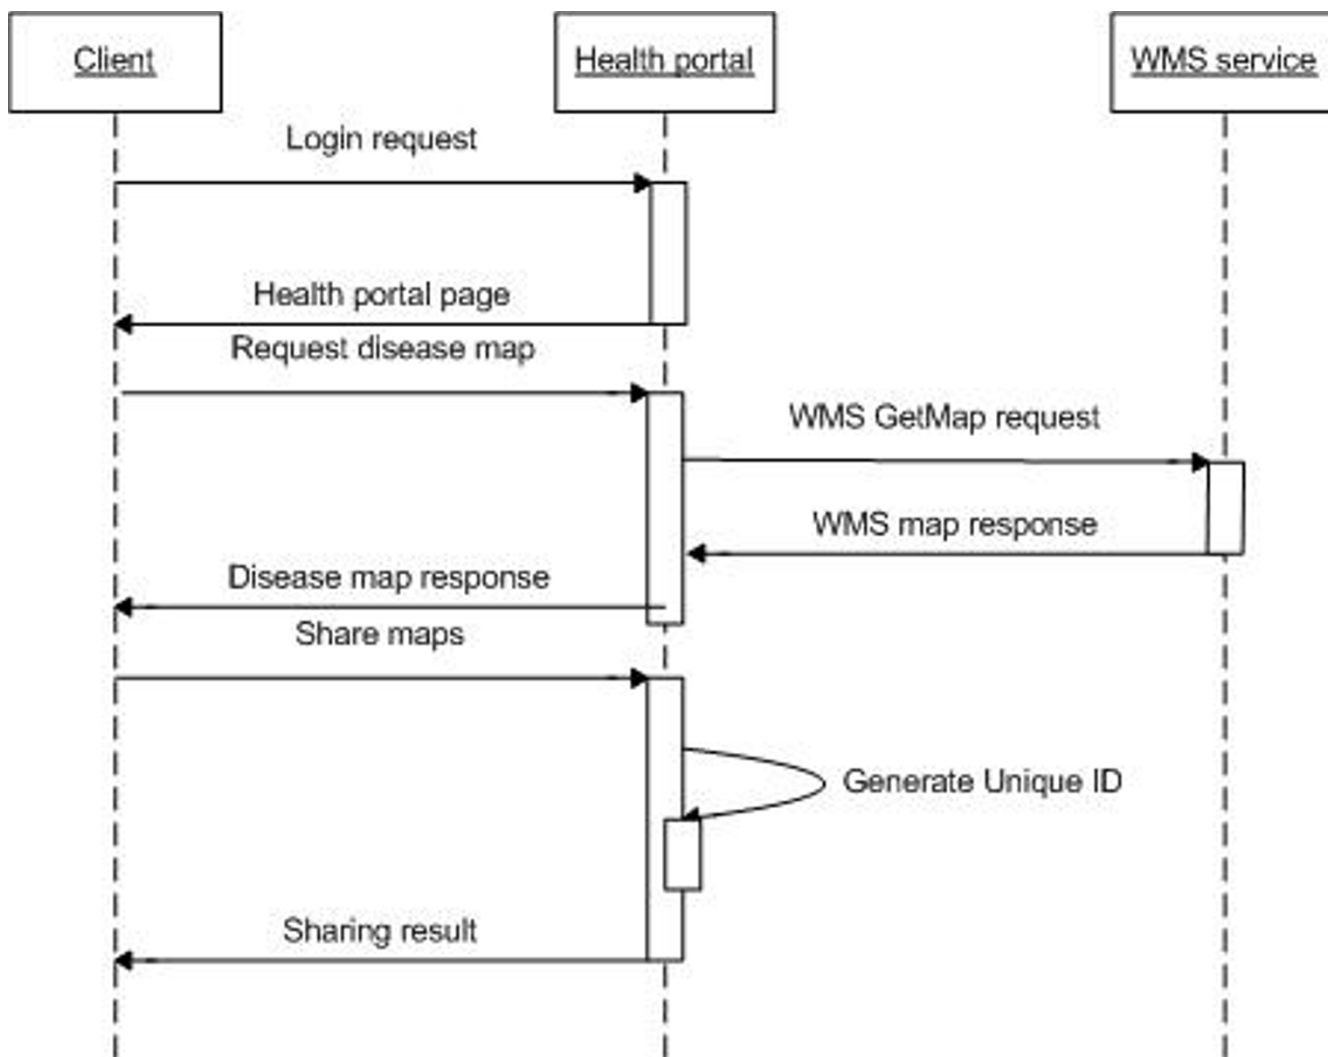 Client
Health portal
WMS service
Login request
Health portal page
Request disease map
WMS GetMap request
WMS map response
Disease map response
Share maps
Generate Unique ID
Sharing result